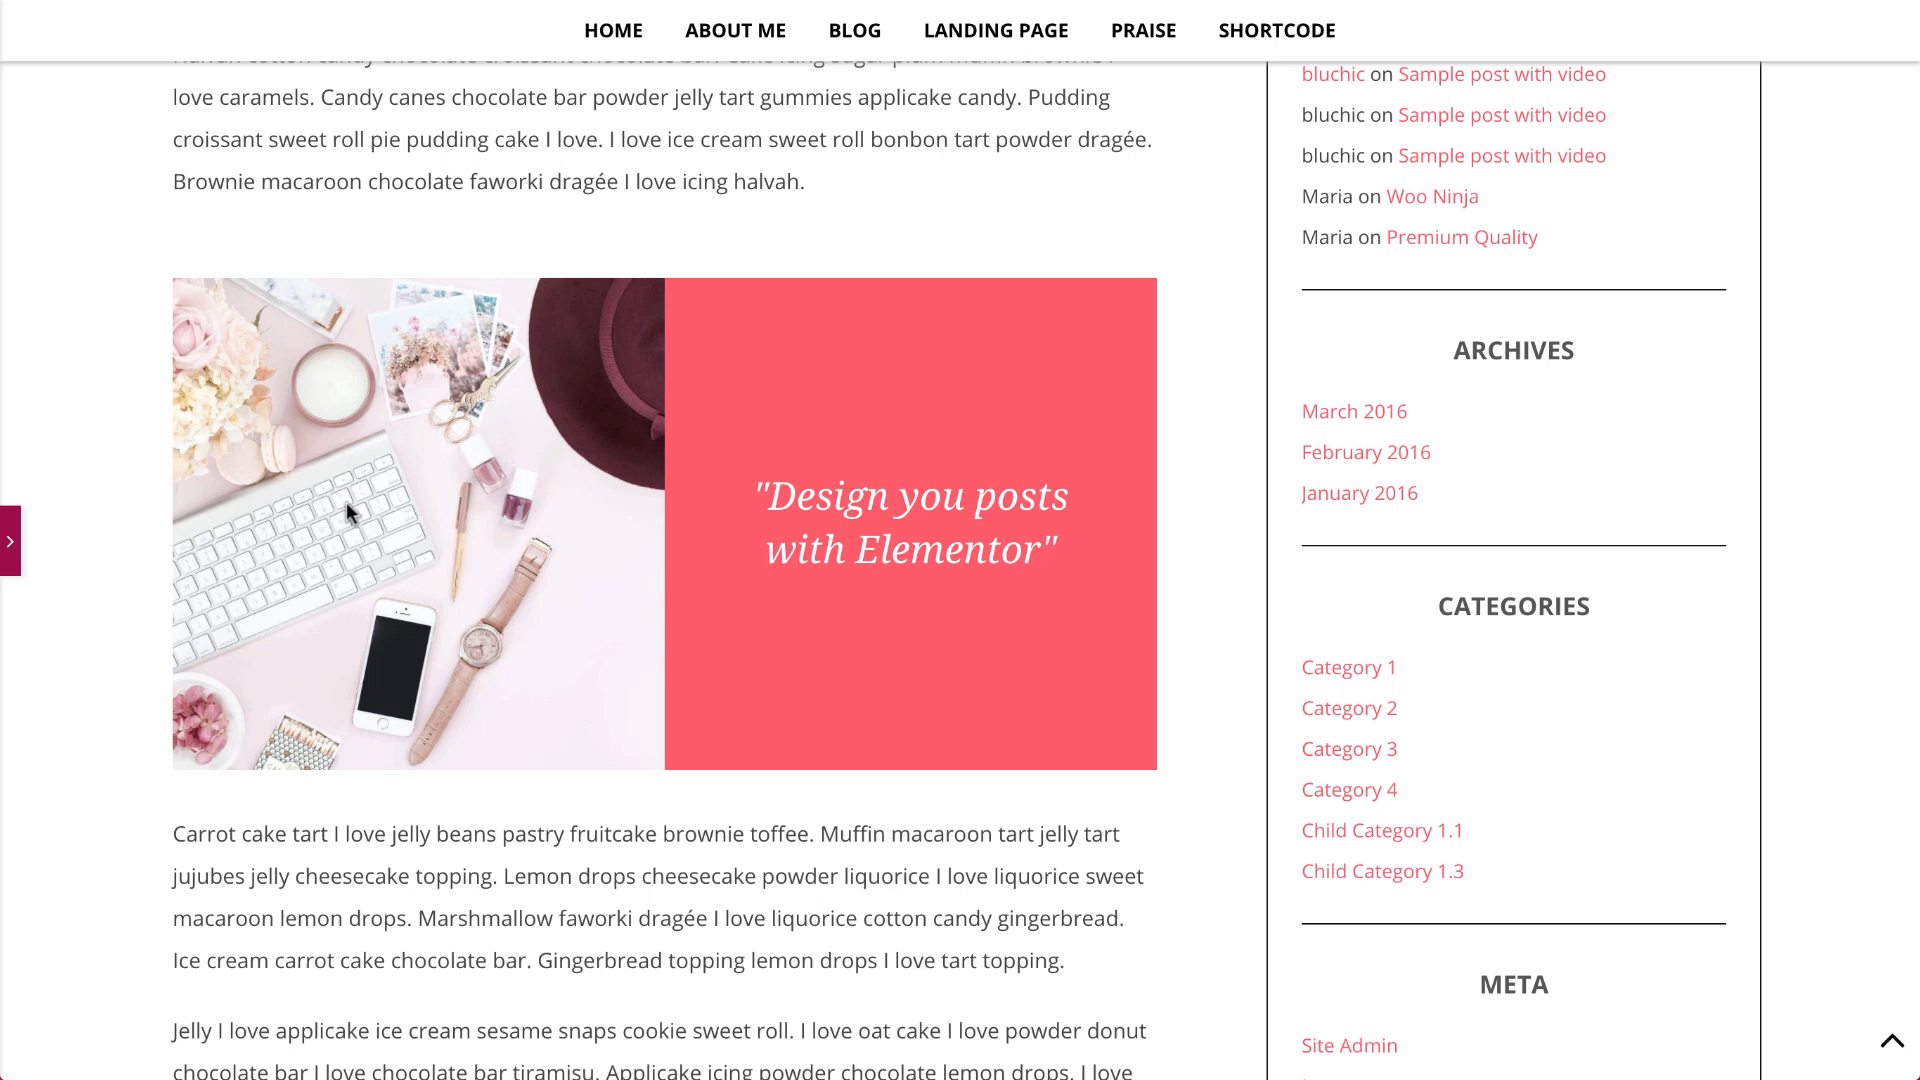 HOME ABOUT ME BLOG LANDING PAGE PRAISE SHORTCODE
love caramels. Candy canes chocolate bar powder jelly tart gummies applicake candy. Pudding
croissant sweet roll pie pudding cake I love. I love ice cream sweet roll bonbon tart powder dragée.
Brownie macaroon chocolate faworki dragée I love icing halvah.
"Design you posts
with Elementor"
Carrot cake tart I love jelly beans pastry fruitcake brownie toffee. Muffin macaroon tart jelly tart
jujubes jelly cheesecake topping. Lemon drops cheesecake powder liquorice I love liquorice sweet
macaroon lemon drops. Marshmallow faworki dragée I love liquorice cotton candy gingerbread.
Ice cream carrot cake chocolate bar. Gingerbread topping lemon drops I love tart topping.
Jelly I love applicake ice cream sesame snaps cookie sweet roll. I love oat cake I love powder donut
chocolate bar I love chocolate bar tiramisu. Applicake icing powder chocolate lemon drops. I love
bluchic on Sample post with video
bluchic on Sample post with video
bluchic on Sample post with video
Maria on Woo Ninja
Maria on Premium Quality
ARCHIVES
March 2016
February 2016
January 2016
CATEGORIES
Category 1
Category 2
Category 3
Category 4
Child Category 1.1
Child Category 1.3
META
Site Admin